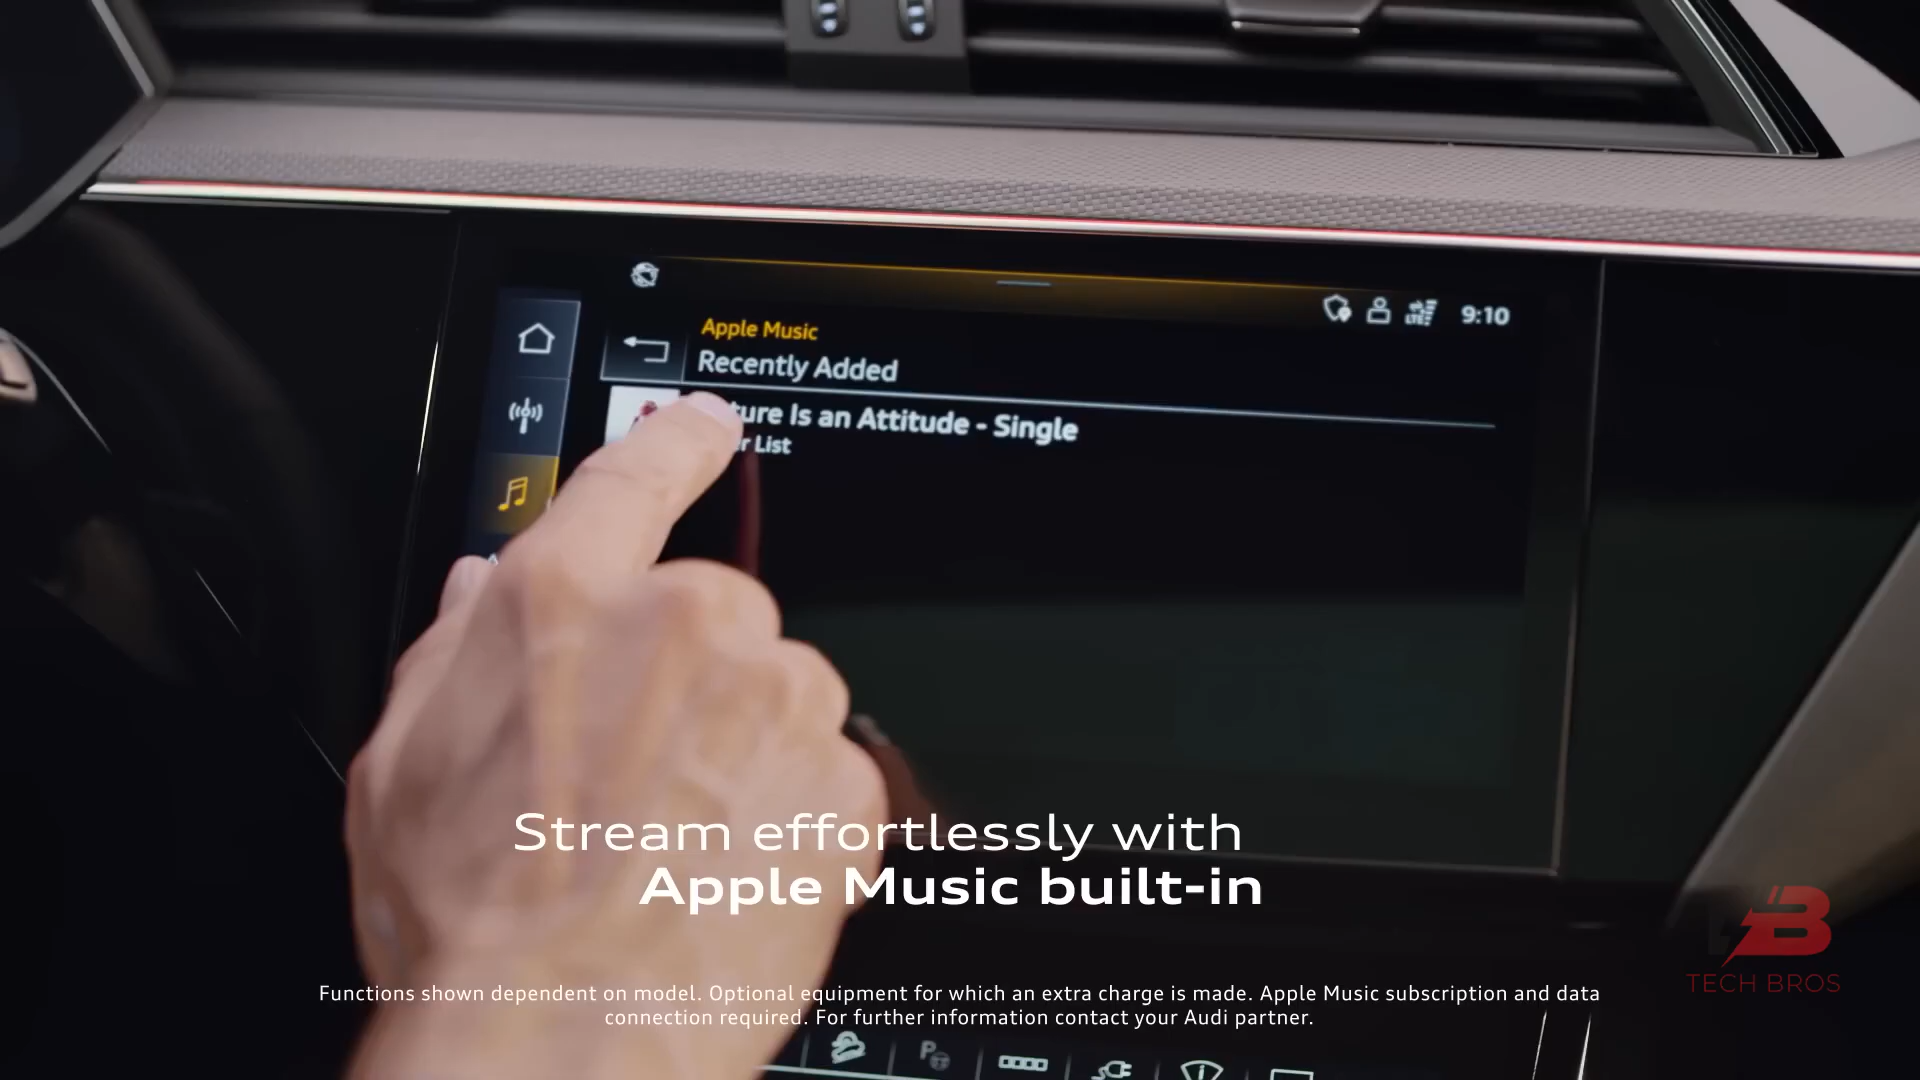 Apple Music
LTE
9:10
Recently Added
Is an Attitude - Single
List
Stream effortlessly with
Apple Music built-in
B
TECH BROS
Functions shown dependent on model. Optional equipment for which an extra charge is made. Apple Music subscription and data
connection required. For further information contact your Audi partner.
P